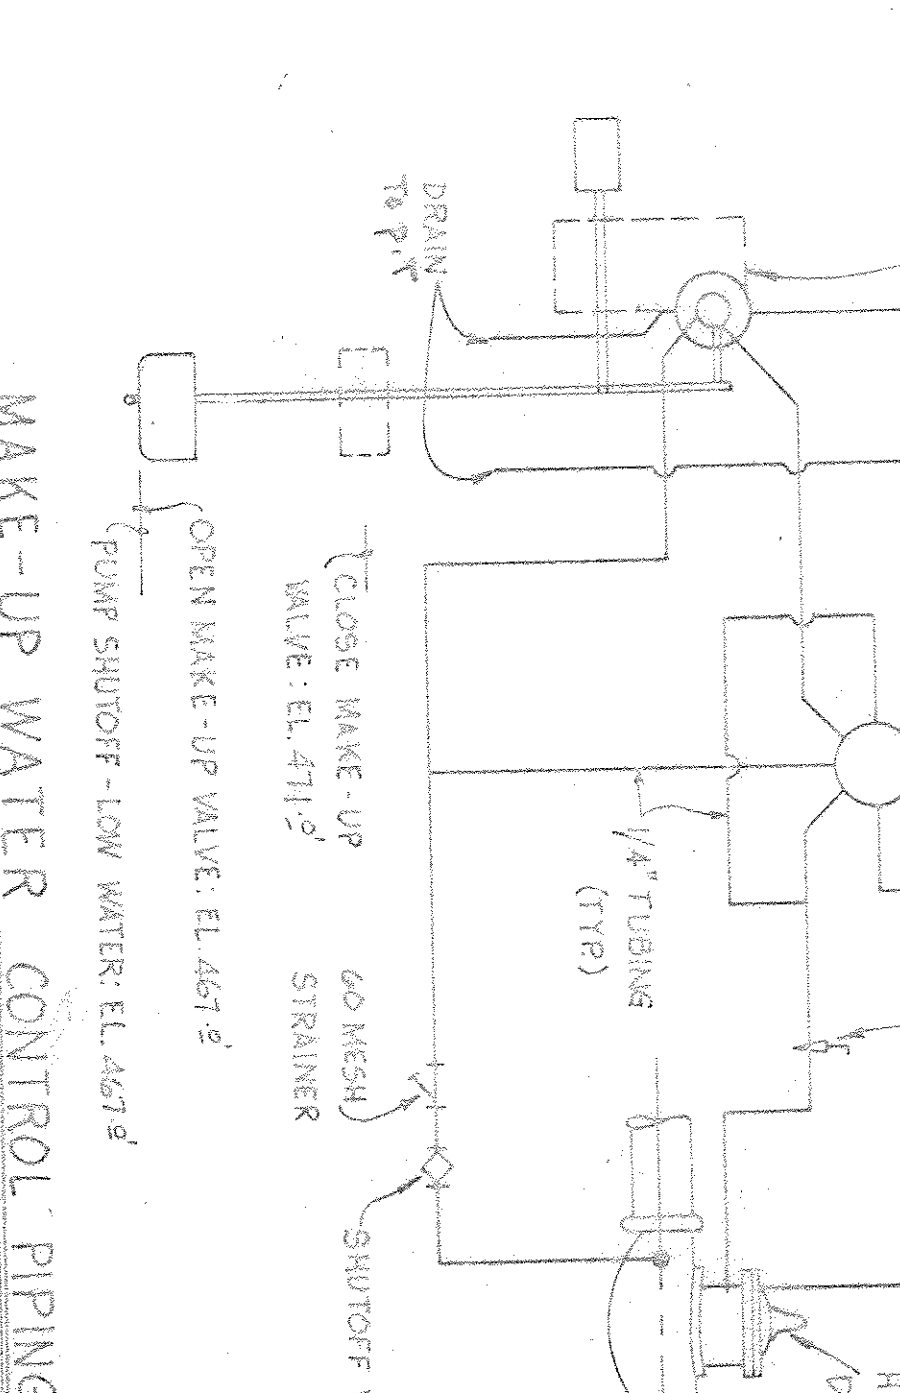 DRAIN
TO PIT
OPEN MAKE-UP VALVE: EL. 467.0'
PUMP SHUTOFF-LOW WATER: EL. 467.0'
CLOSE MAKE-UP
VALVE: EL. 471.0'
1/4" TUBING
(TYP.)
60 MESH
STRAINER
SHUTOFF
MAKE-UP WATER CONTROL PIPING